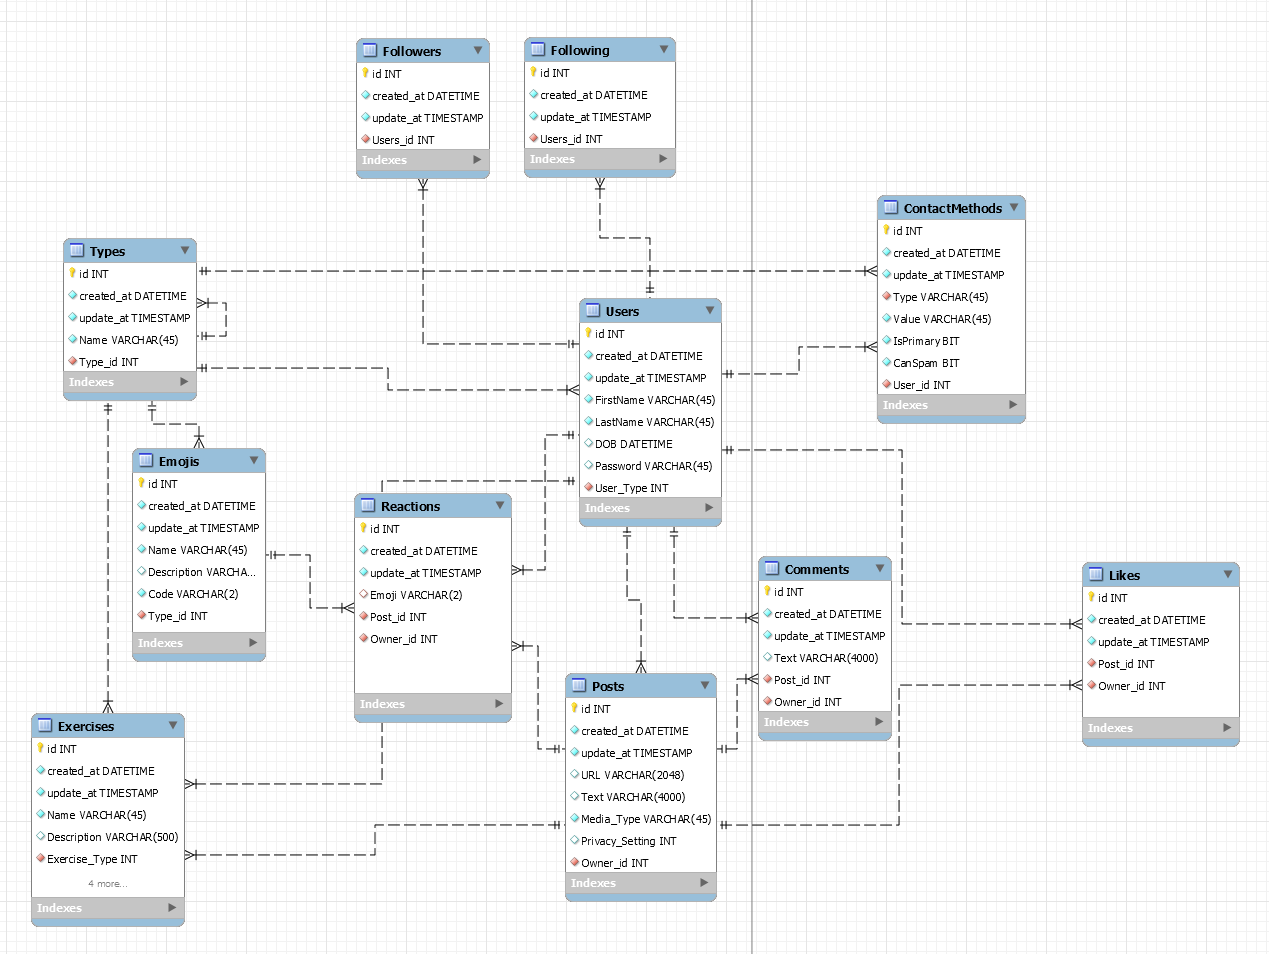 Followers
id INT
created_at DATETIME
update_at TIMESTAMP
Users_id INT
Indexes
Following
id INT
created_at DATETIME
update_at TIMESTAMP
Users_id INT
Indexes
ContactMethods
id INT
created_at DATETIME
update_at TIMESTAMP
Type VARCHAR(45)
Value VARCHAR(45)
IsPrimary BIT
CanSpam BIT
User_id INT
Indexes
Types
id INT
created_at DATETIME
update_at TIMESTAMP
Name VARCHAR(45)
Type_id INT
Indexes
Users
id INT
created_at DATETIME
update_at TIMESTAMP
FirstName VARCHAR(45)
LastName VARCHAR(45)
DOB DATETIME
Password VARCHAR(45)
User_Type INT
Indexes
Emojis
id INT
created_at DATETIME
update_at TIMESTAMP
Name VARCHAR(45)
Description VARCHA...
Code VARCHAR(2)
Type_id INT
Indexes
Reactions
id INT
created_at DATETIME
update_at TIMESTAMP
Emoji VARCHAR(2)
Post_id INT
Owner_id INT
Indexes
Comments
id INT
created_at DATETIME
update_at TIMESTAMP
Text VARCHAR(4000)
Post_id INT
Owner_id INT
Indexes
Likes
id INT
created_at DATETIME
update_at TIMESTAMP
Post_id INT
Owner_id INT
Indexes
Posts
id INT
created_at DATETIME
update_at TIMESTAMP
URL VARCHAR(2048)
Text VARCHAR(4000)
Media_Type VARCHAR(45)
Privacy_Setting INT
Owner_id INT
Indexes
Exercises
id INT
created_at DATETIME
update_at TIMESTAMP
Name VARCHAR(45)
Description VARCHAR(500)
Exercise_Type INT
4 more...
Indexes